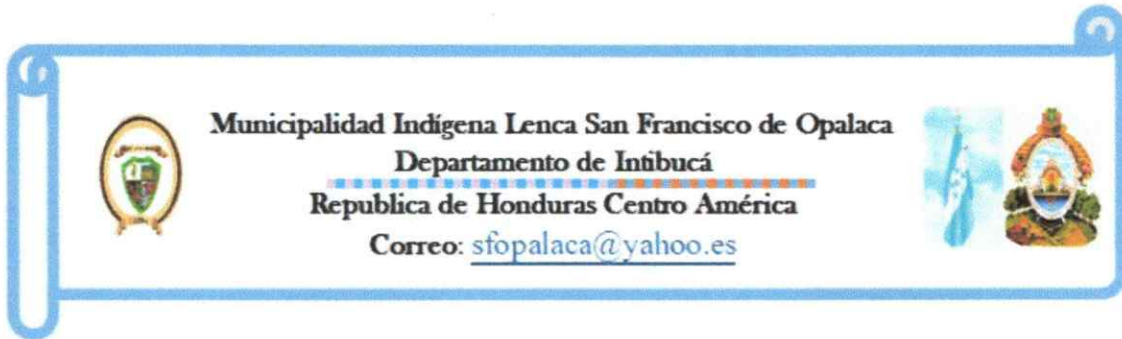 Municipalidad Indígena Lenca San Francisco de Opalaca
Departamento de Intibucá
Republica de Honduras Centro América
Correo: sfopalaca@yahoo.es